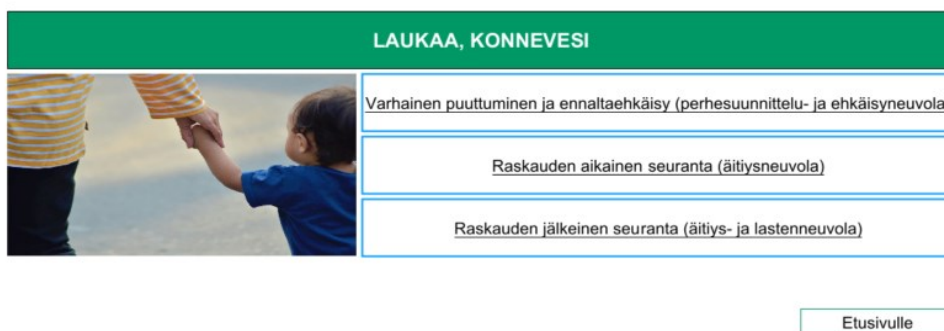 LAUKAA, KONNEVESI
Varhainen puuttuminen ja ennaltaehkäisy (perhesuunnittelu- ja ehkäisyneuvola
Raskauden aikainen seuranta (äitiysneuvola)
Raskauden jälkeinen seuranta (äitiys- ja lastenneuvola)
Etusivulle